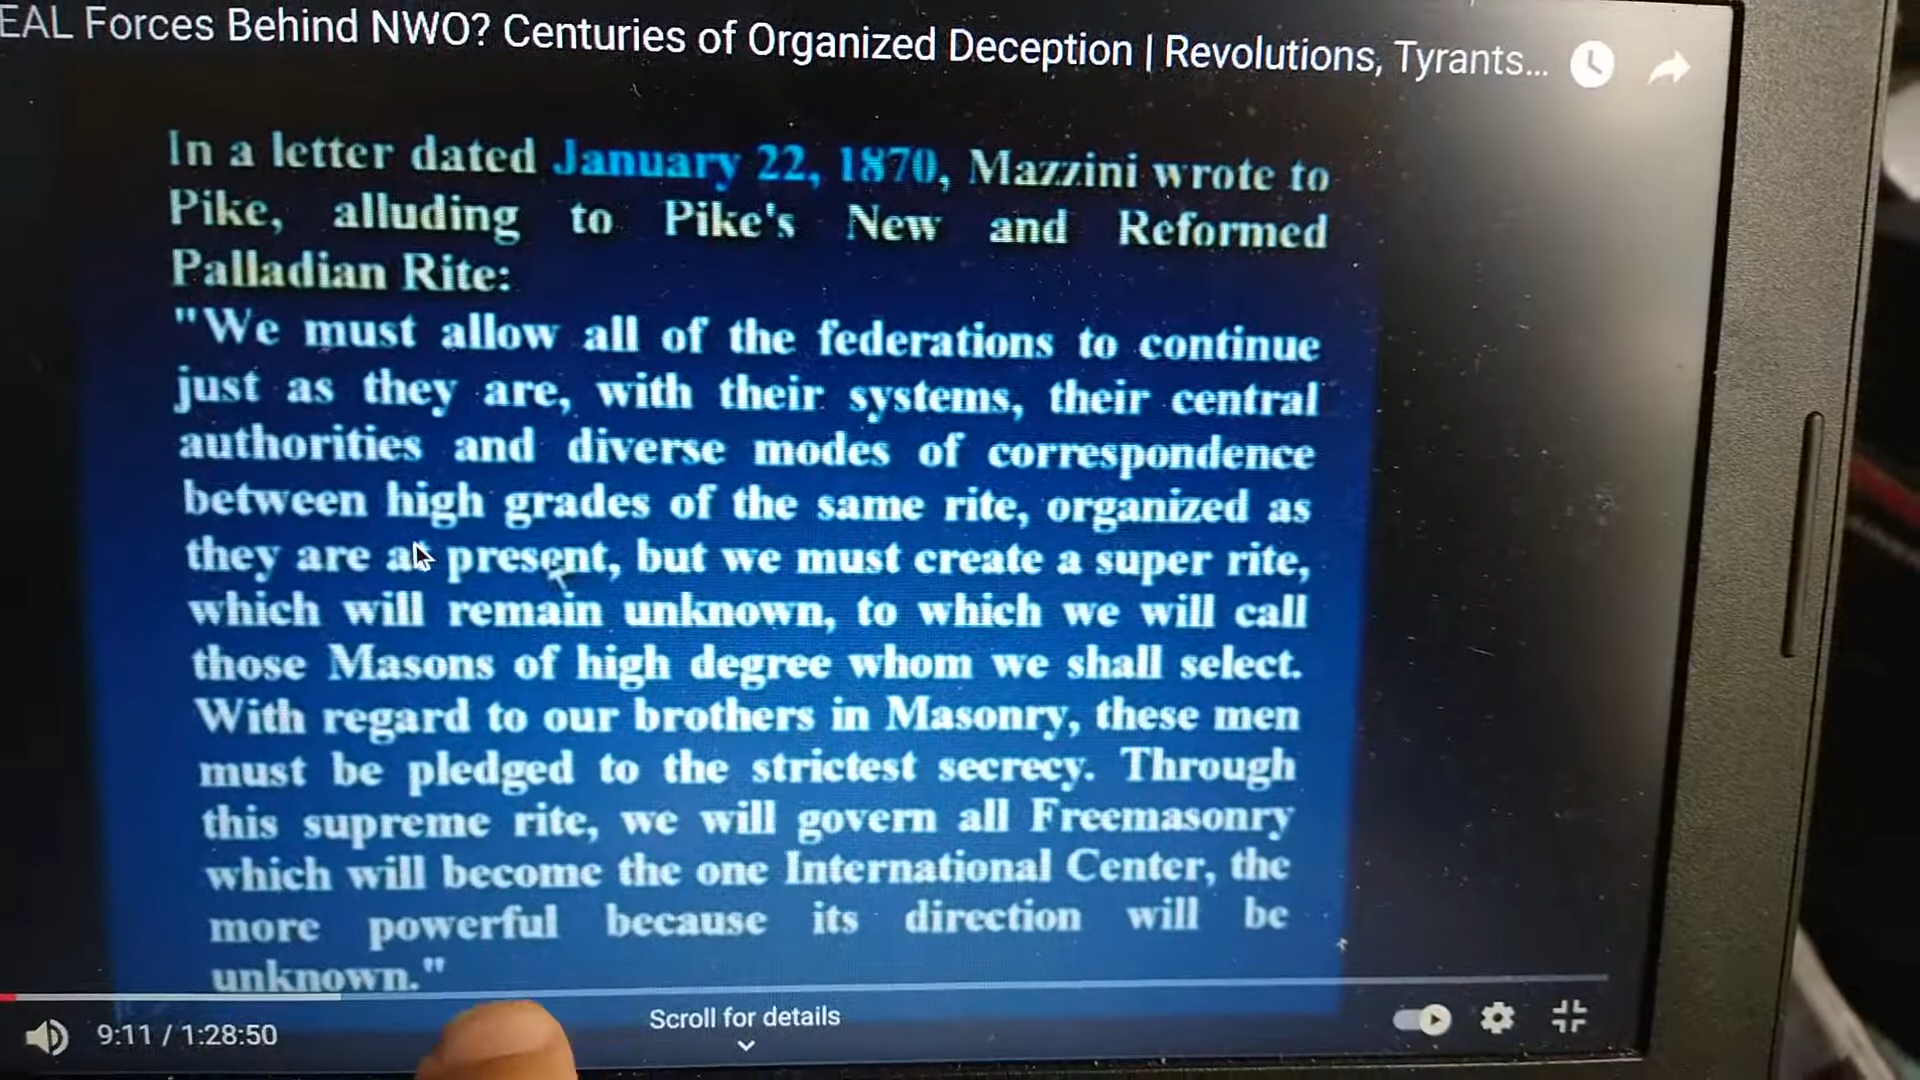 EAL Forces Behind NWO? Centuries of Organized Deception | Revolutions, Tyrants...
In a letter dated January 22, 1870, Mazzini wrote to
Pike, alluding to Pike's New and Reformed
Palladian Rite:
"We must allow all of the federations to continue
just as they are, with their systems, their central
authorities and diverse modes of correspondence
between high grades of the same rite, organized as
they are at present, but we must create a super rite,
which will remain unknown, to which we will call
those Masons of high degree whom we shall select.
With regard to our brothers in Masonry, these men
must be pledged to the strictest secrecy. Through
this supreme rite, we will govern all Freemasonry
which will become the one International Center, the
more powerful because its direction will be
unknown."
Scroll for details
9:11 / 1:28:50